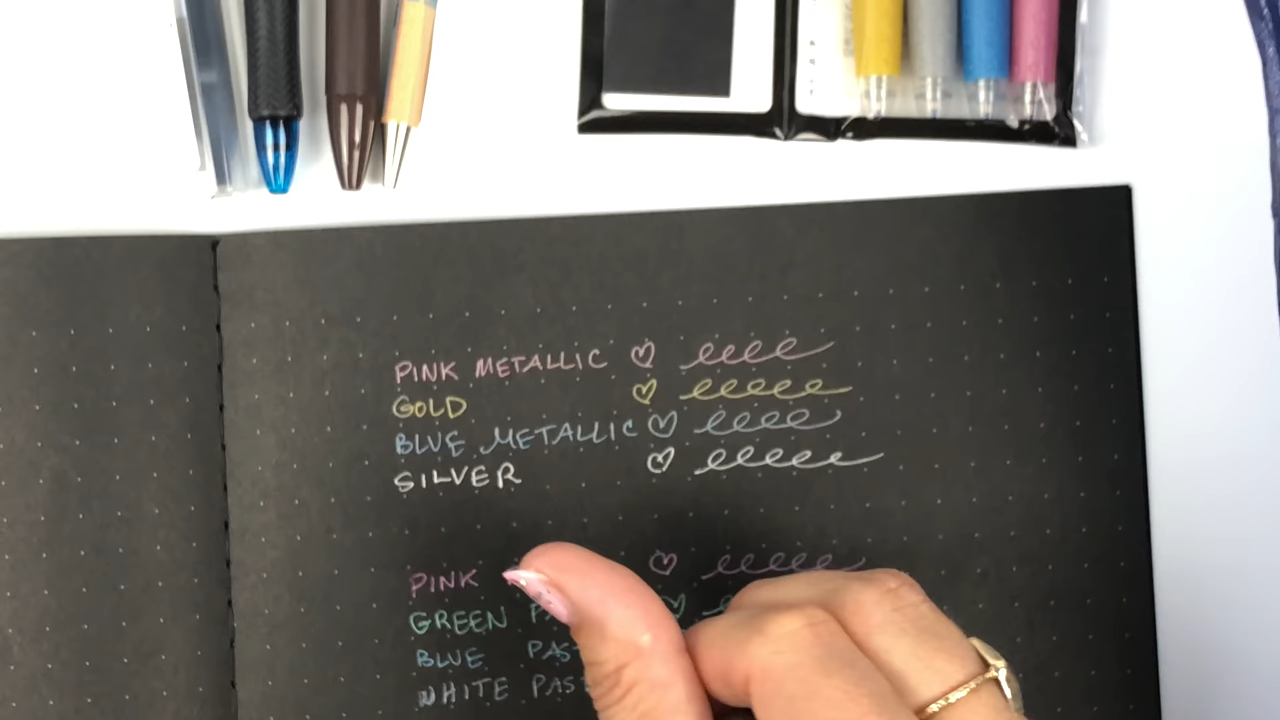 PINK METALLIC
GOLD
BLUE METALLIC
SILVER
PINK
GREEN
BLUE
WHITE